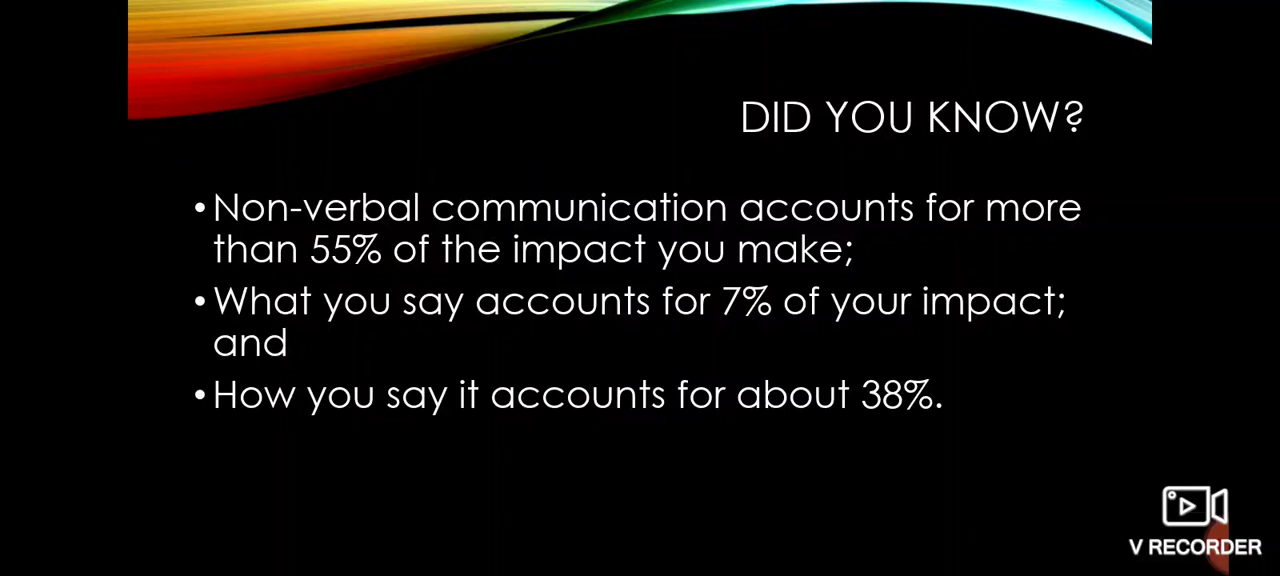 DID YOU KNOW?
•Non-verbal communication accounts for more
than 55% of the impact you make;
•What you say accounts for 7% of your impact;
and
•How you say it accounts for about 38%.
V RECORDER